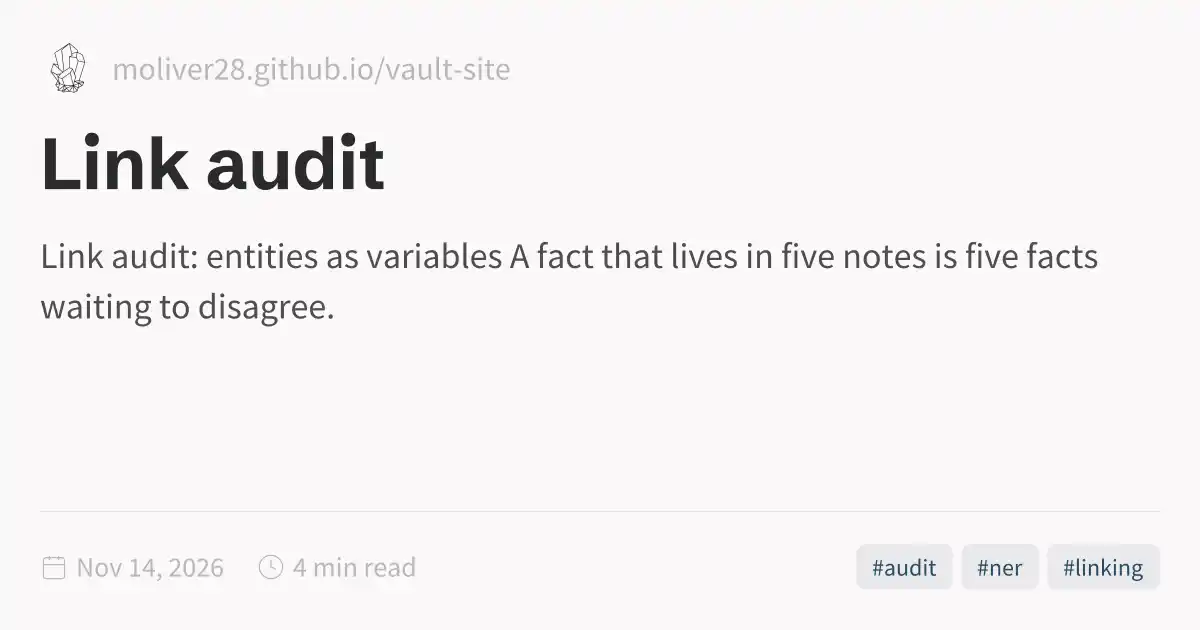 moliver28.github.io/vault-site
Link audit
Link audit: entities as variables A fact that lives in five notes is five facts
waiting to disagree.
Nov 14, 2026
4 min read
#audit
#ner
#linking